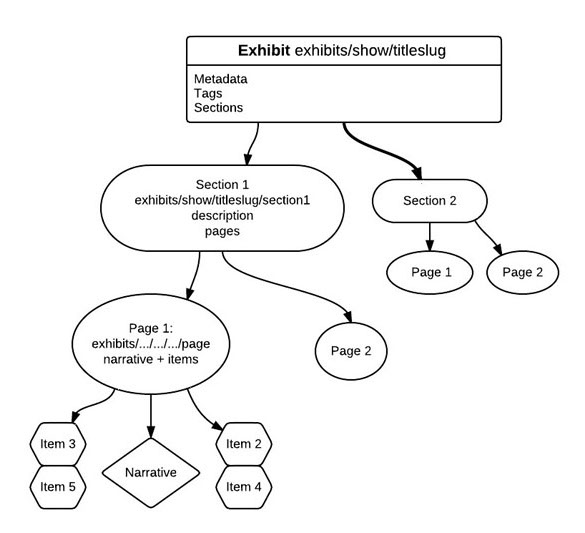 Exhibit exhibits/show/titleslug
Metadata
Tags
Sections
Section 1
exhibits/show/titleslug/section1
description
pages
Section 2
Page 1
Page 2
Page 1:
exhibits/.../.../.../page
narrative + items
Page 2
Item 3
Item 5
Narrative
Item 2
Item 4